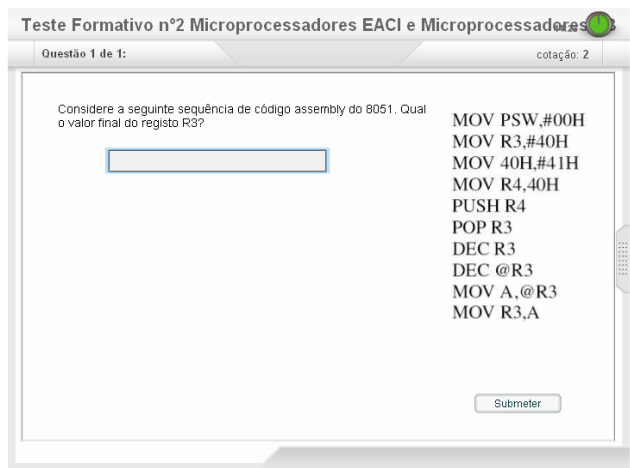 Teste Formativo nº2 Microprocessadores EACI e Microprocessadores
Questão 1 de 1:
cotação: 2
Considere a seguinte sequência de código assembly do 8051. Qual
o valor final do registo R3?
MOV PSW,#00H
MOV R3,#40H
MOV 40H,#41H
MOV R4,40H
PUSH R4
POP R3
DEC R3
DEC @R3
MOV A,@R3
MOV R3,A
Submeter